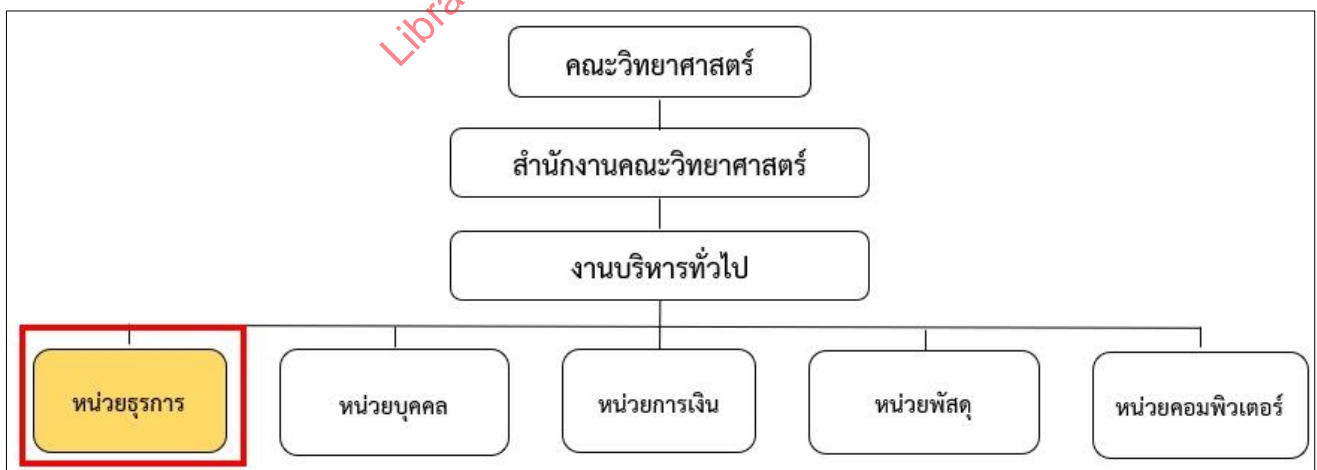 Libra
คณะวิทยาศาสตร์
สำนักงานคณะวิทยาศาสตร์
งานบริหารทั่วไป
หน่วยธุรการ
หน่วยบุคคล
หน่วยการเงิน
หน่วยพัสดุ
หน่วยคอมพิวเตอร์